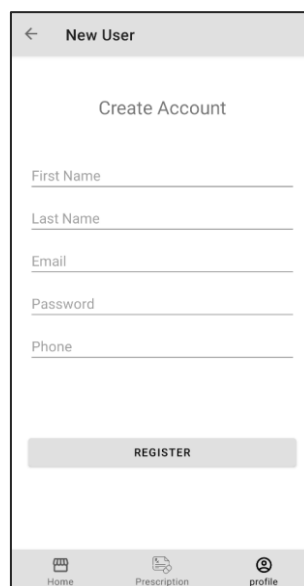 New User
Create Account
First Name
Last Name
Email
Password
Phone
REGISTER
Home Prescription profile